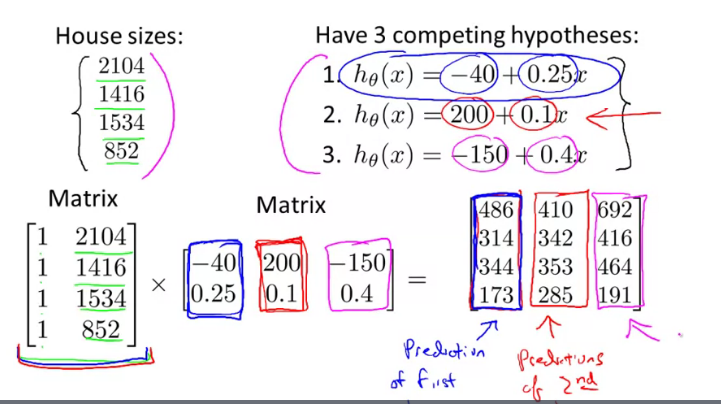 House sizes:
2104
1416
1534
852
Have 3 competing hypotheses:
1. hθ(x) = −40 + 0.25x
2. hθ(x) = 200 + 0.1x
3. hθ(x) = −150 + 0.4x
Matrix
Matrix
1 2104
1 1416
1 1534
1 852
×
−40 200 −150
0.25 0.1 0.4
=
486 410 692
314 342 416
344 353 464
173 285 191
Prediction
of first
Predictions
of 2nd